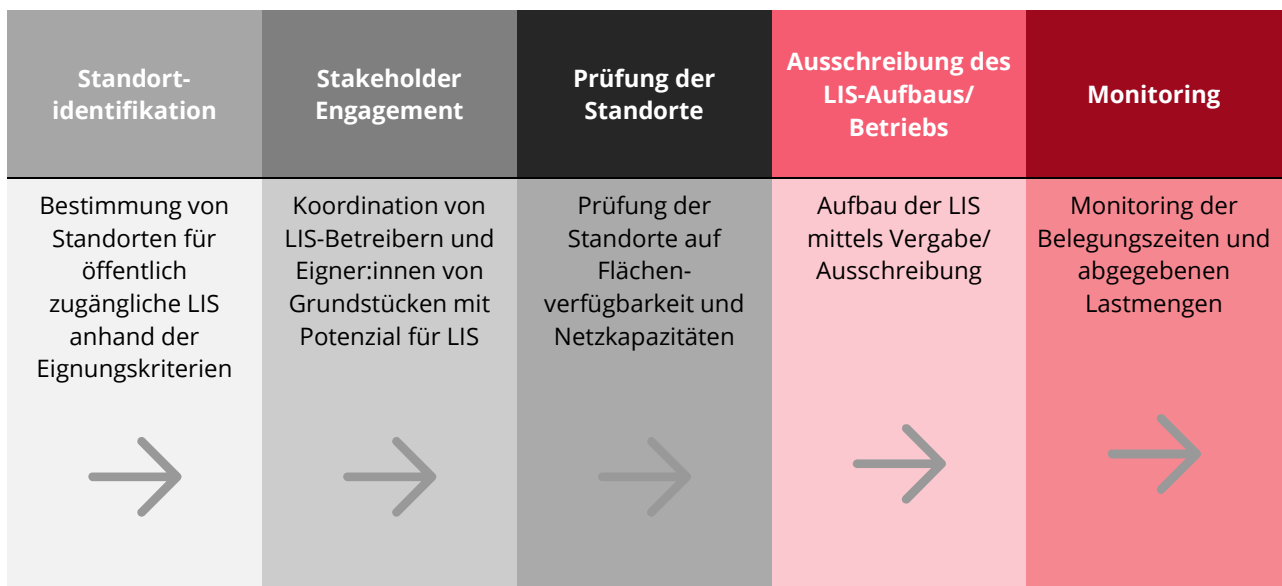 Standort-
identifikation
Stakeholder
Engagement
Prüfung der
Standorte
Ausschreibung des
LIS-Aufbaus/
Betriebs
Monitoring
Bestimmung von
Standorten für
öffentlich
zugängliche LIS
anhand der
Eignungskriterien
Koordination von
LIS-Betreibern und
Eigner:innen von
Grundstücken mit
Potenzial für LIS
Prüfung der
Standorte auf
Flächen-
verfügbarkeit und
Netzkapazitäten
Aufbau der LIS
mittels Vergabe/
Ausschreibung
Monitoring der
Belegungszeiten und
abgegebenen
Lastmengen